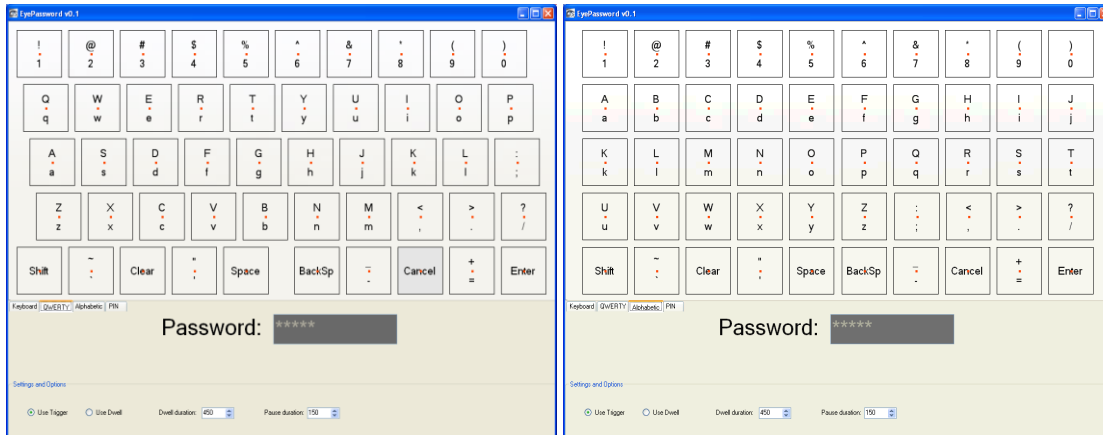 EyePassword v0.1
! @ # $ % ^ & * ( )
1 2 3 4 5 6 7 8 9 0
Q W E R T Y U I O P
q w e r t y u i o p
A S D F G H J K L :
a s d f g h j k l ;
Z X C V B N M < > ?
z x c v b n m , . /
~ " _ +
Shift Clear Space BackSp Cancel Enter
` ' - =
Keyboard QWERTY Alphabetic PIN
Password: *****
Settings and Options
Use Trigger Use Dwell Dwell duration: 450 Pause duration: 150
EyePassword v0.1
! @ # $ % ^ & * ( )
1 2 3 4 5 6 7 8 9 0
A B C D E F G H I J
a b c d e f g h i j
K L M N O P Q R S T
k l m n o p q r s t
U V W X Y Z : < > ?
u v w x y z ; , . /
~ " _ +
Shift Clear Space BackSp Cancel Enter
` ' - =
Keyboard QWERTY Alphabetic PIN
Password: *****
Settings and Options
Use Trigger Use Dwell Dwell duration: 450 Pause duration: 150